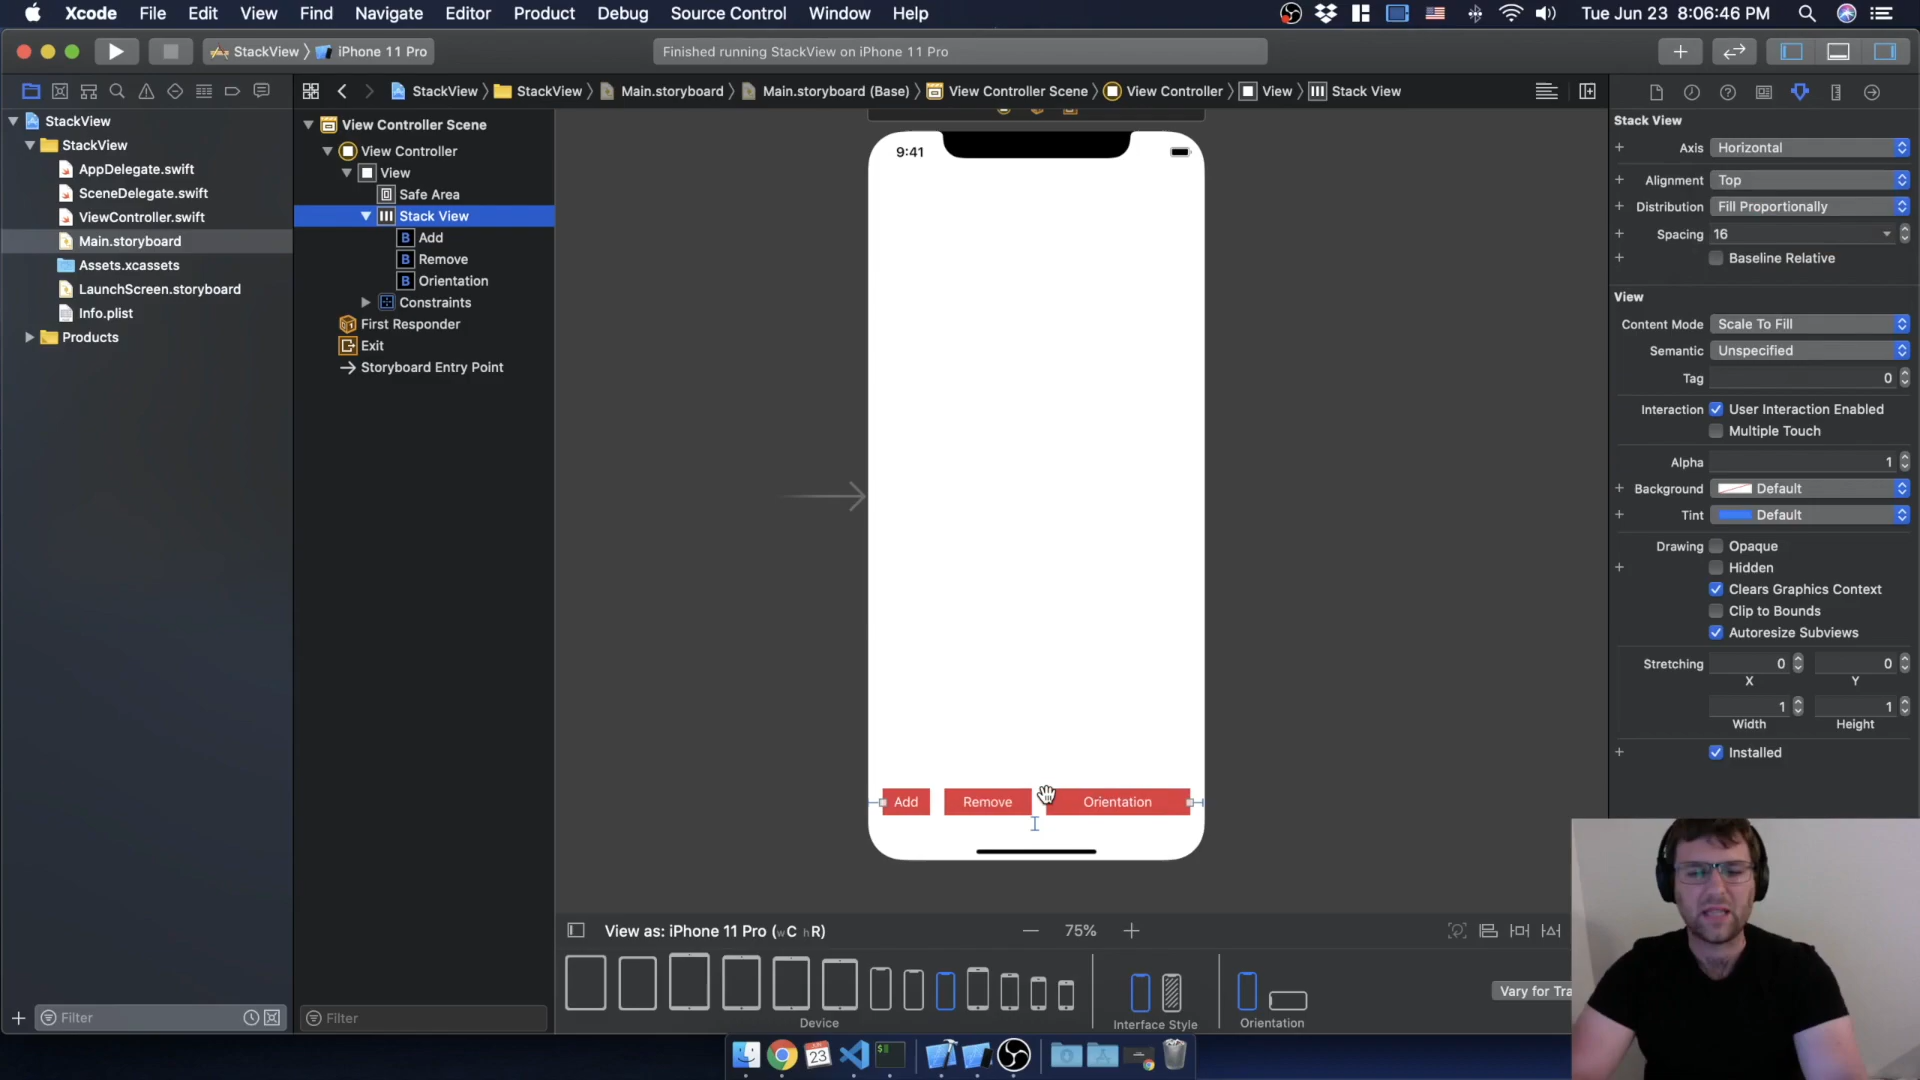 Xcode File Edit View Find Navigate Editor Product Debug Source Control Window Help
Tue Jun 23 8:06:46 PM
StackView iPhone 11 Pro
Finished running StackView on iPhone 11 Pro
StackView StackView Main.storyboard Main.storyboard (Base) View Controller Scene View Controller View Stack View
StackView
StackView
AppDelegate.swift
SceneDelegate.swift
ViewController.swift
Main.storyboard
Assets.xcassets
LaunchScreen.storyboard
Info.plist
Products
Filter
View Controller Scene
View Controller
View
Safe Area
Stack View
B Add
B Remove
B Orientation
Constraints
First Responder
Exit
Storyboard Entry Point
Filter
9:41
Add Remove Orientation
View as: iPhone 11 Pro (wC hR)
75%
Vary for Tra
Device
Interface Style
Orientation
Stack View
Axis Horizontal
Alignment Top
Distribution Fill Proportionally
Spacing 16
Baseline Relative
View
Content Mode Scale To Fill
Semantic Unspecified
Tag 0
Interaction User Interaction Enabled
Multiple Touch
Alpha 1
Background Default
Tint Default
Drawing Opaque
Hidden
Clears Graphics Context
Clip to Bounds
Autoresize Subviews
Stretching 0 0
X Y
1 1
Width Height
Installed
23